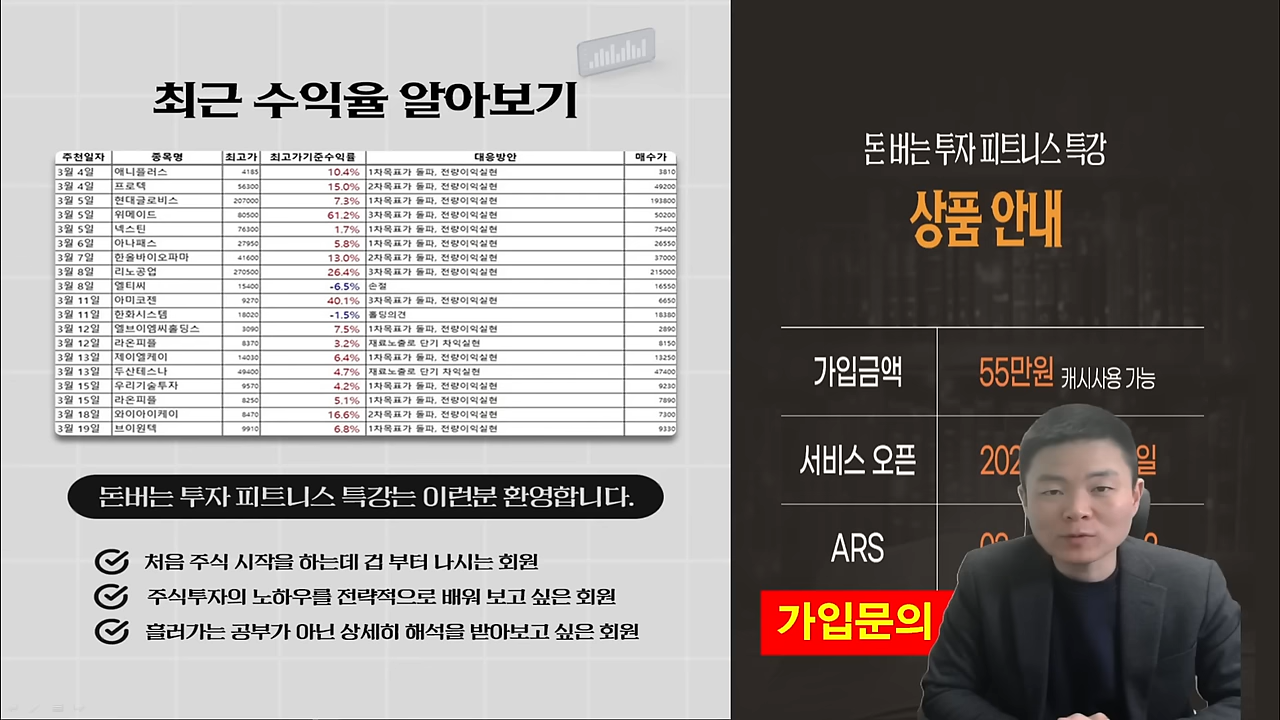 최근 수익율 알아보기
추천일자 종목명 최고가 최고가기준수익률 대응방안 매수가
3월 4일 애니플러스 4185 10.4% 1차목표가 돌파, 전량이익실현 3810
3월 4일 프로텍 56300 15.0% 2차목표가 돌파, 전량이익실현 49200
3월 5일 현대글로비스 207000 7.3% 1차목표가 돌파, 전량이익실현 193800
3월 5일 위메이드 80500 61.2% 3차목표가 돌파, 전량이익실현 50200
3월 5일 넥스틴 76300 1.7% 1차목표가 돌파, 전량이익실현 75400
3월 6일 아나패스 27950 5.8% 1차목표가 돌파, 전량이익실현 26550
3월 7일 한올바이오파마 41600 13.0% 2차목표가 돌파, 전량이익실현 37000
3월 8일 리노공업 270500 26.4% 3차목표가 돌파, 전량이익실현 215000
3월 8일 엘티씨 15400 -6.5% 손절 16550
3월 11일 아미코젠 9270 40.1% 3차목표가 돌파, 전량이익실현 6650
3월 11일 한화시스템 18020 -1.5% 홀딩의견 18380
3월 12일 엘브이엠씨홀딩스 3090 7.5% 1차목표가 돌파, 전량이익실현 2890
3월 12일 라온피플 8370 3.2% 재료노출로 단기 차익실현 8150
3월 13일 제이엘케이 14030 6.4% 1차목표가 돌파, 전량이익실현 13250
3월 13일 두산테스나 49400 4.7% 재료노출로 단기 차익실현 47400
3월 15일 우리기술투자 9570 4.2% 1차목표가 돌파, 전량이익실현 9230
3월 15일 라온피플 8250 5.1% 1차목표가 돌파, 전량이익실현 7890
3월 18일 와이아이케이 8470 16.6% 2차목표가 돌파, 전량이익실현 7300
3월 19일 브이원텍 9910 6.8% 1차목표가 돌파, 전량이익실현 9330
돈버는 투자 피트니스 특강는 이런분 환영합니다.
처음 주식 시작을 하는데 겁 부터 나시는 회원
주식투자의 노하우를 전략적으로 배워 보고 싶은 회원
흘러가는 공부가 아닌 상세히 해석을 받아보고 싶은 회원
돈 버는 투자 피트니스 특강
상품 안내
가입금액 55만원 캐시사용 가능
서비스 오픈 202 일
ARS
가입문의